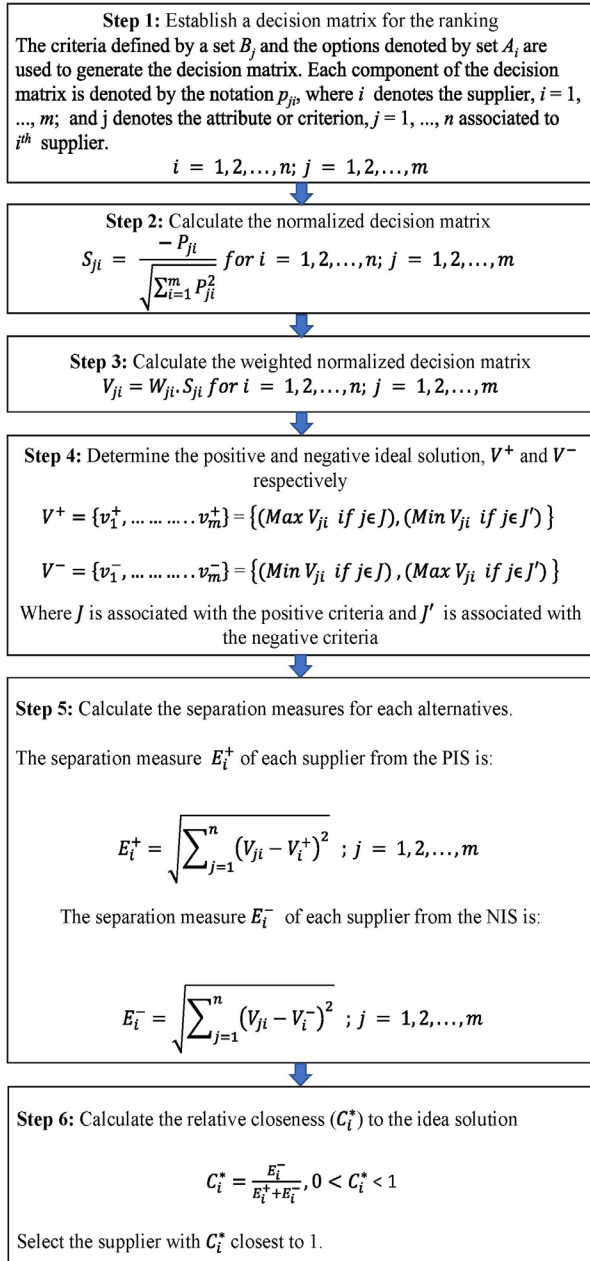 Step 1: Establish a decision matrix for the ranking
The criteria defined by a set B_j and the options denoted by set A_i are
used to generate the decision matrix. Each component of the decision
matrix is denoted by the notation p_ji, where i denotes the supplier, i = 1,
..., m; and j denotes the attribute or criterion, j = 1, ..., n associated to
i^th supplier.
i = 1,2,...,n; j = 1,2,...,m
Step 2: Calculate the normalized decision matrix
S_ji = − P_ji / √(∑_{i=1}^{m} P_ji^2) for i = 1,2,...,n; j = 1,2,...,m
Step 3: Calculate the weighted normalized decision matrix
V_ji = W_ji. S_ji for i = 1,2,...,n; j = 1,2,...,m
Step 4: Determine the positive and negative ideal solution, V^+ and V^−
respectively
V^+ = {v_1^+, ... ... ... .. v_m^+} = {(Max V_ji if jϵJ), (Min V_ji if jϵJ′) }
V^− = {v_1^−, ... ... ... .. v_m^−} = {(Min V_ji if jϵJ) , (Max V_ji if jϵJ′) }
Where J is associated with the positive criteria and J′ is associated with
the negative criteria
Step 5: Calculate the separation measures for each alternatives.
The separation measure E_i^+ of each supplier from the PIS is:
E_i^+ = √(∑_{j=1}^{n} (V_ji − V_i^+)^2) ; j = 1,2,...,m
The separation measure E_i^− of each supplier from the NIS is:
E_i^− = √(∑_{j=1}^{n} (V_ji − V_i^−)^2) ; j = 1,2,...,m
Step 6: Calculate the relative closeness (C_i^*) to the idea solution
C_i^* = E_i^− / (E_i^+ + E_i^−), 0 < C_i^* < 1
Select the supplier with C_i^* closest to 1.